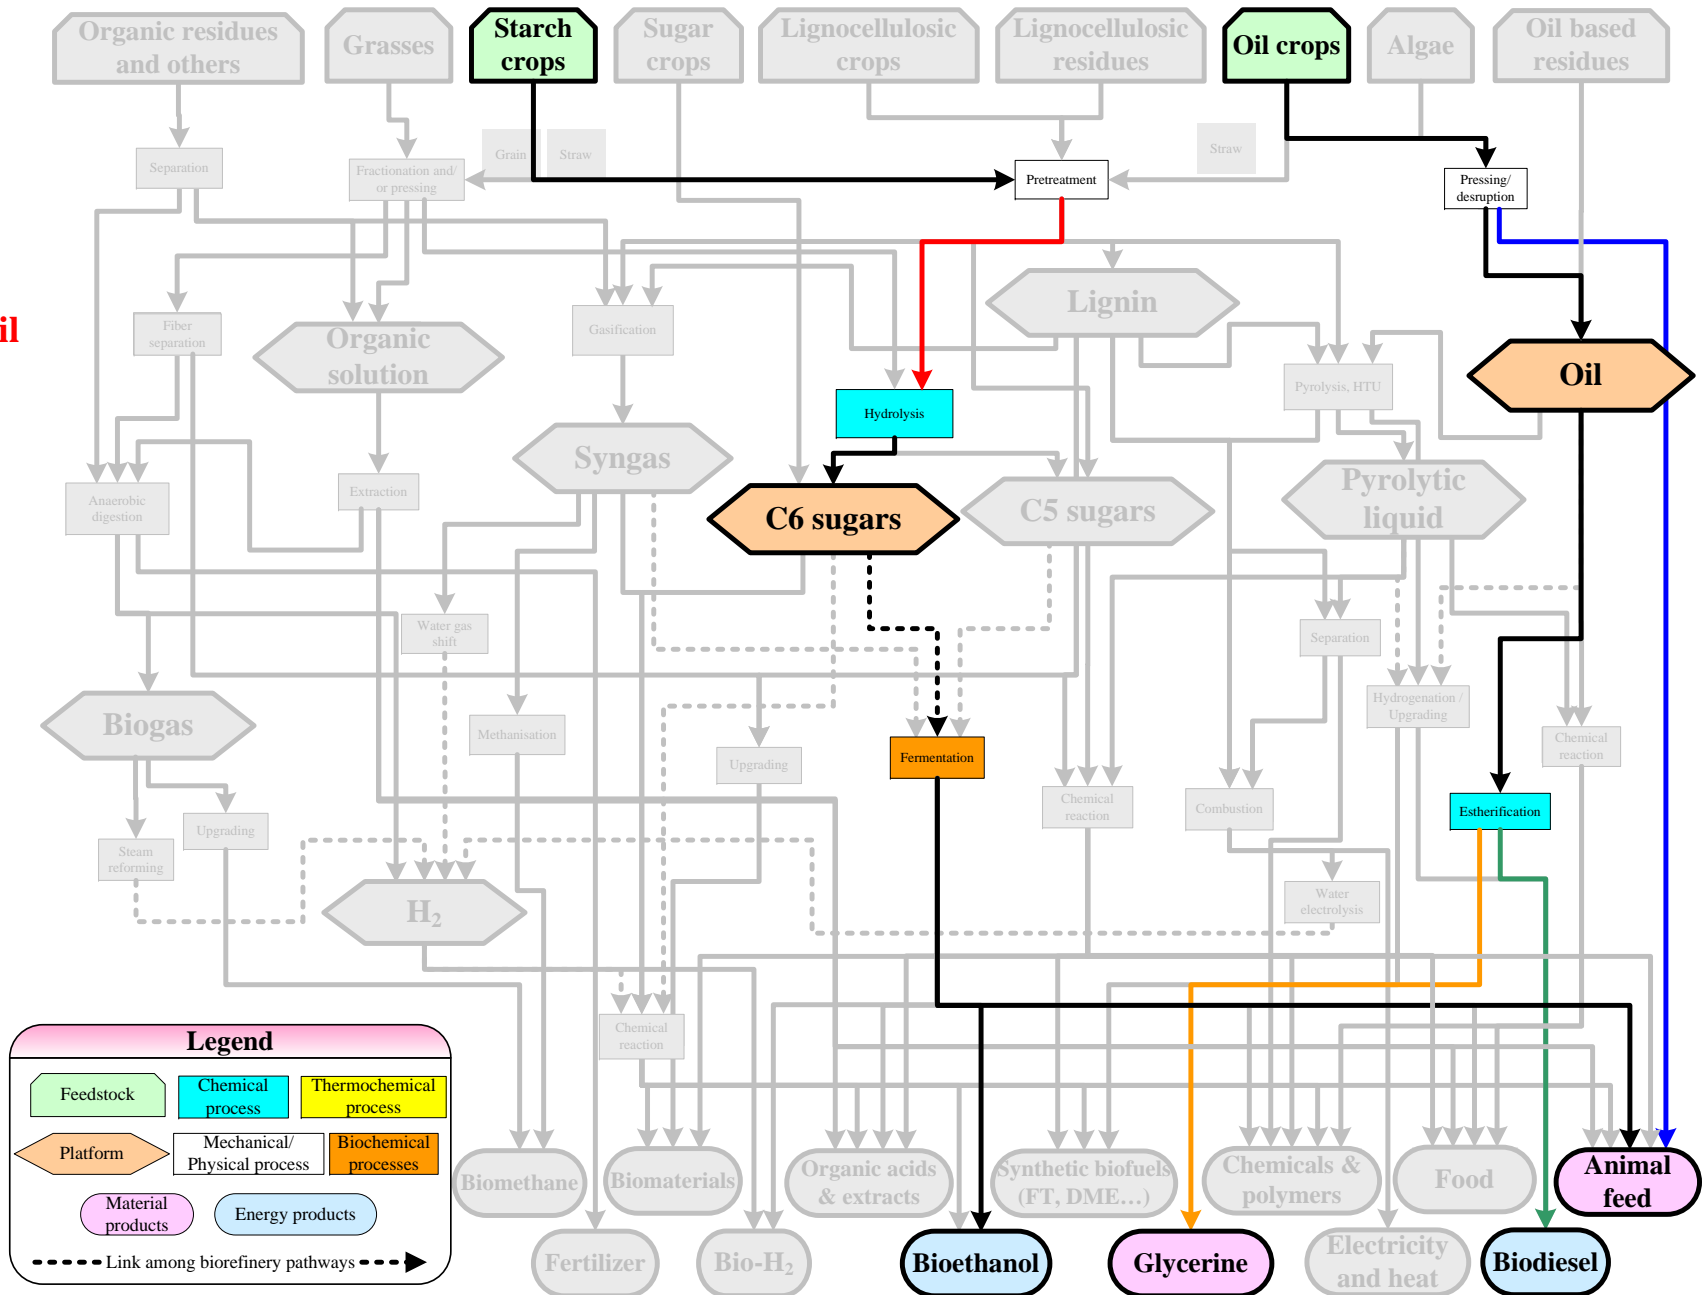 Organic residues
and others
Grasses
Starch
crops
Sugar
crops
Lignocellulosic
crops
Lignocellulosic
residues
Oil crops
Algae
Oil based
residues
Grain
Straw
Straw
Separation
Fractionation and/
or pressing
Pretreatment
Pressing/
desruption
il
Fiber
separation
Organic
solution
Gasification
Lignin
Pyrolysis, HTU
Oil
Hydrolysis
Syngas
Anaerobic
digestion
Extraction
C6 sugars
C5 sugars
Pyrolytic
liquid
Water gas
shift
Separation
Biogas
Methanisation
Upgrading
Fermentation
Hydrogenation /
Upgrading
Chemical
reaction
Upgrading
Steam
reforming
Chemical
reaction
Combustion
Estherification
H2
Water
electrolysis
Chemical
reaction
Legend
Feedstock
Chemical
process
Thermochemical
process
Platform
Mechanical/
Physical process
Biochemical
processes
Material
products
Energy products
Link among biorefinery pathways
Biomethane
Biomaterials
Organic acids
& extracts
Synthetic biofuels
(FT, DME…)
Chemicals &
polymers
Food
Animal
feed
Fertilizer
Bio-H2
Bioethanol
Glycerine
Electricity
and heat
Biodiesel